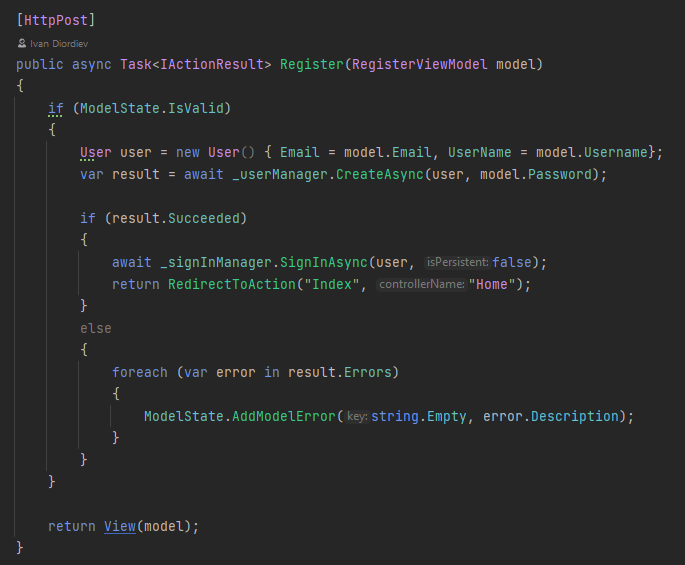 [HttpPost]
Ivan Diordiev
public async Task<IActionResult> Register(RegisterViewModel model)
{
if (ModelState.IsValid)
{
User user = new User() { Email = model.Email, UserName = model.Username};
var result = await _userManager.CreateAsync(user, model.Password);
if (result.Succeeded)
{
await _signInManager.SignInAsync(user, isPersistent: false);
return RedirectToAction("Index", controllerName: "Home");
}
else
{
foreach (var error in result.Errors)
{
ModelState.AddModelError(key: string.Empty, error.Description);
}
}
}
return View(model);
}